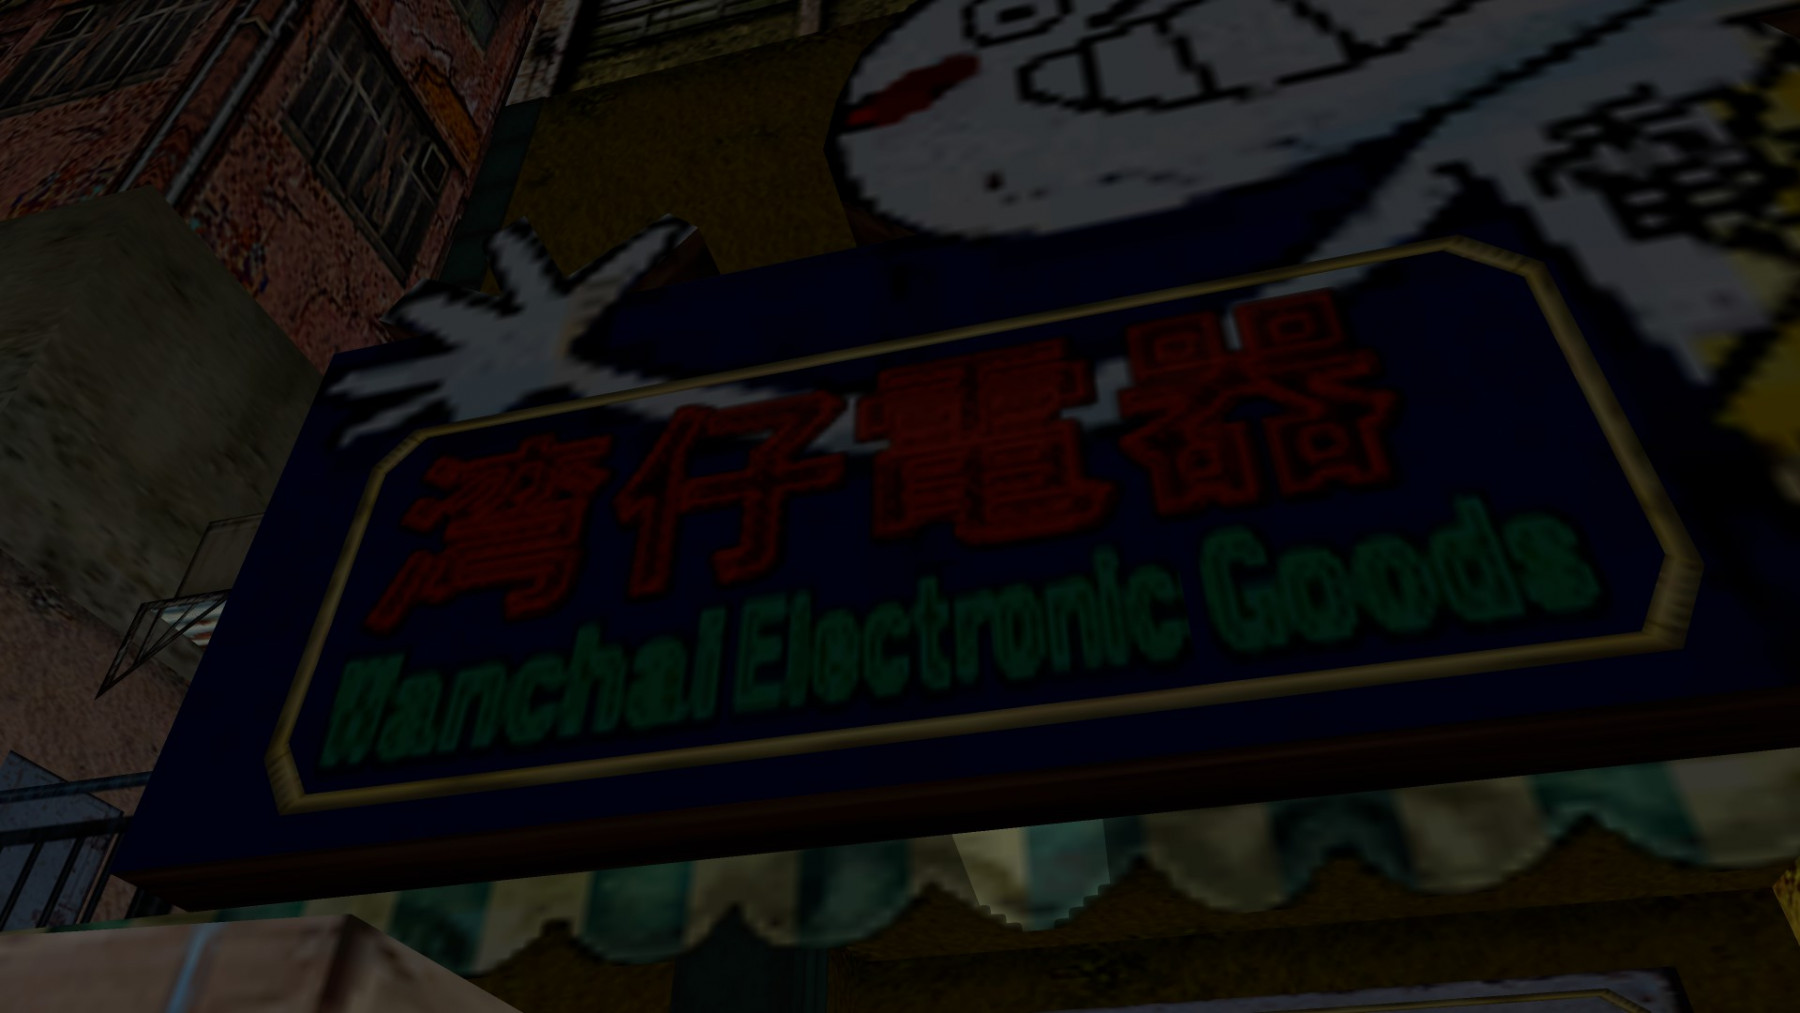 灣仔電器
Wanchai Electronic Goods